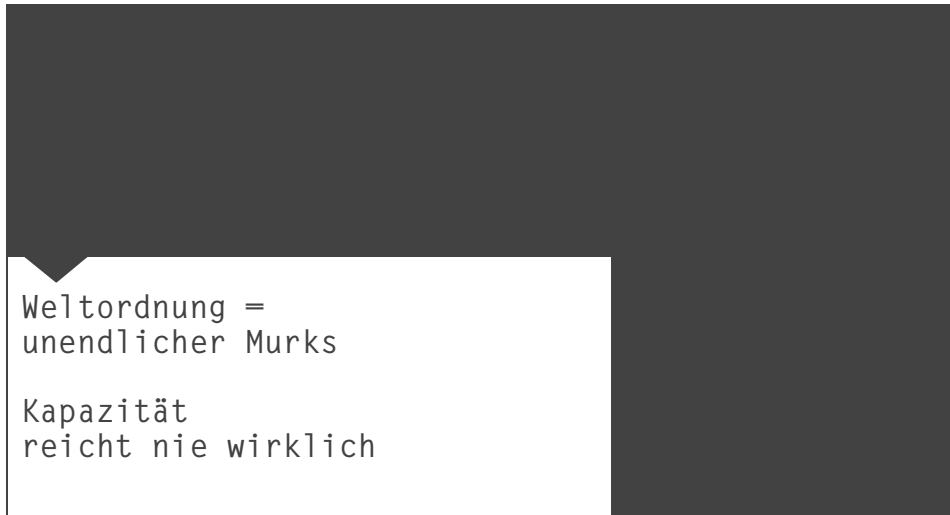 Weltordnung =
unendlicher Murks
Kapazität
reicht nie wirklich